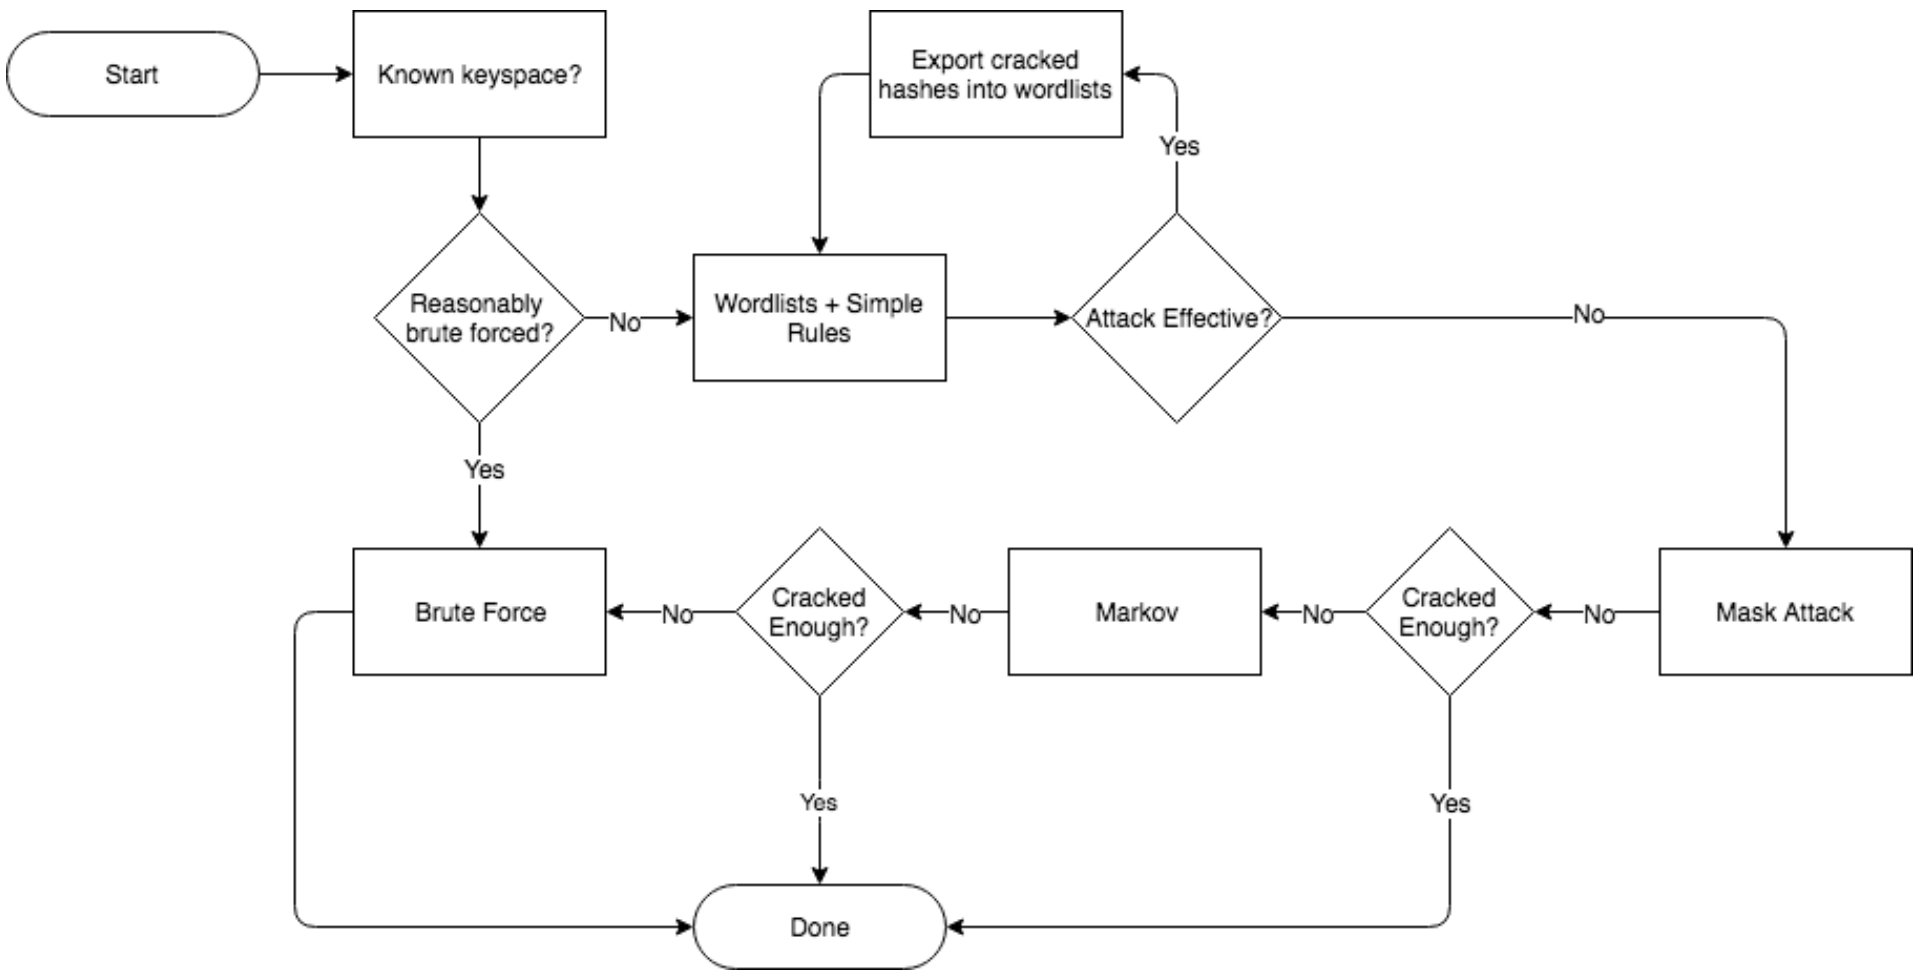 Start
Known keyspace?
Export cracked
hashes into wordlists
Yes
Reasonably
brute forced?
No
Wordlists + Simple
Rules
Attack Effective?
No
Yes
Brute Force
No
Cracked
Enough?
No
Markov
No
Cracked
Enough?
No
Mask Attack
Yes
Yes
Done